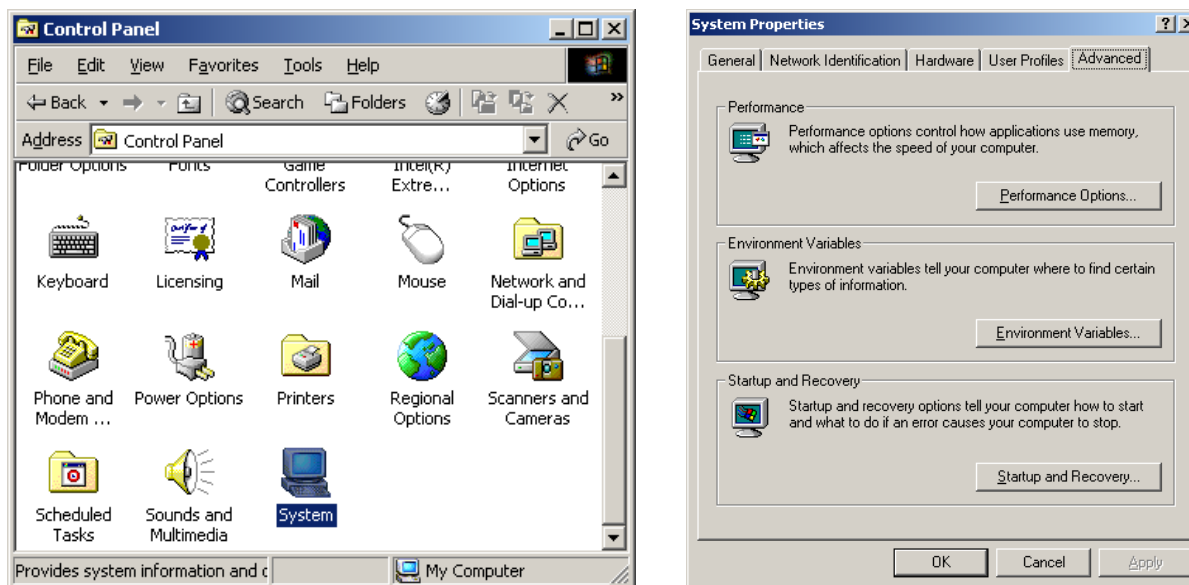 Control Panel
File Edit View Favorites Tools Help
Back Search Folders »
Address Control Panel Go
Folder Options Fonts Game Controllers Intel(R) Extre... Internet Options
Keyboard Licensing Mail Mouse Network and Dial-up Co...
Phone and Modem ... Power Options Printers Regional Options Scanners and Cameras
Scheduled Tasks Sounds and Multimedia System
Provides system information and c My Computer
System Properties
General Network Identification Hardware User Profiles Advanced
Performance
Performance options control how applications use memory,
which affects the speed of your computer.
Performance Options...
Environment Variables
Environment variables tell your computer where to find certain
types of information.
Environment Variables...
Startup and Recovery
Startup and recovery options tell your computer how to start
and what to do if an error causes your computer to stop.
Startup and Recovery...
OK Cancel Apply